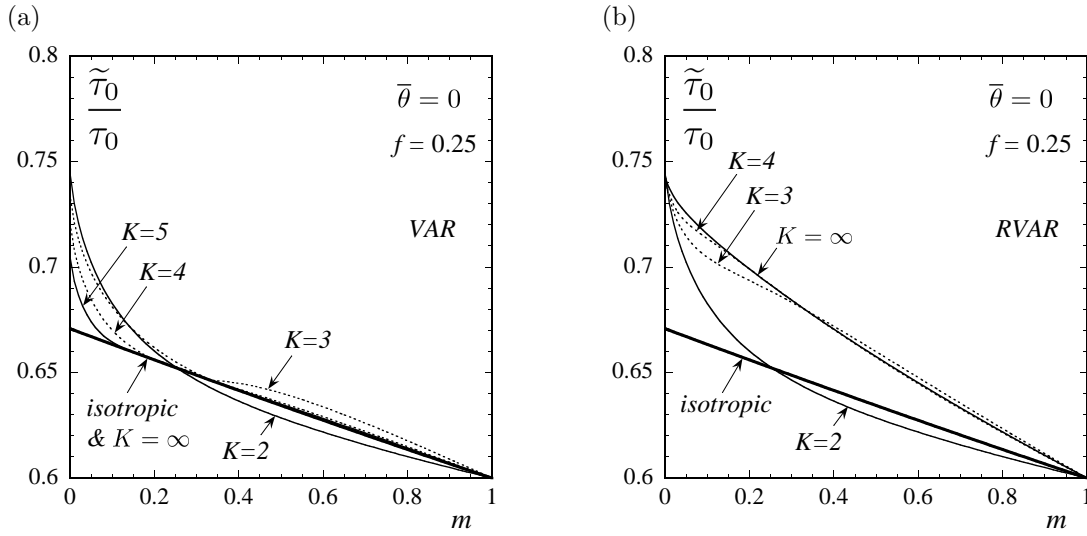 (a)
0.8
0.75
0.7
0.65
0.6
τ̃₀
τ₀
θ̄ = 0
f = 0.25
VAR
K=5
K=4
K=3
isotropic
& K = ∞
K=2
0 0.2 0.4 0.6 0.8 1
m
(b)
0.8
0.75
0.7
0.65
0.6
τ̃₀
τ₀
θ̄ = 0
f = 0.25
K=4
K=3
K = ∞
RVAR
isotropic
K=2
0 0.2 0.4 0.6 0.8 1
m